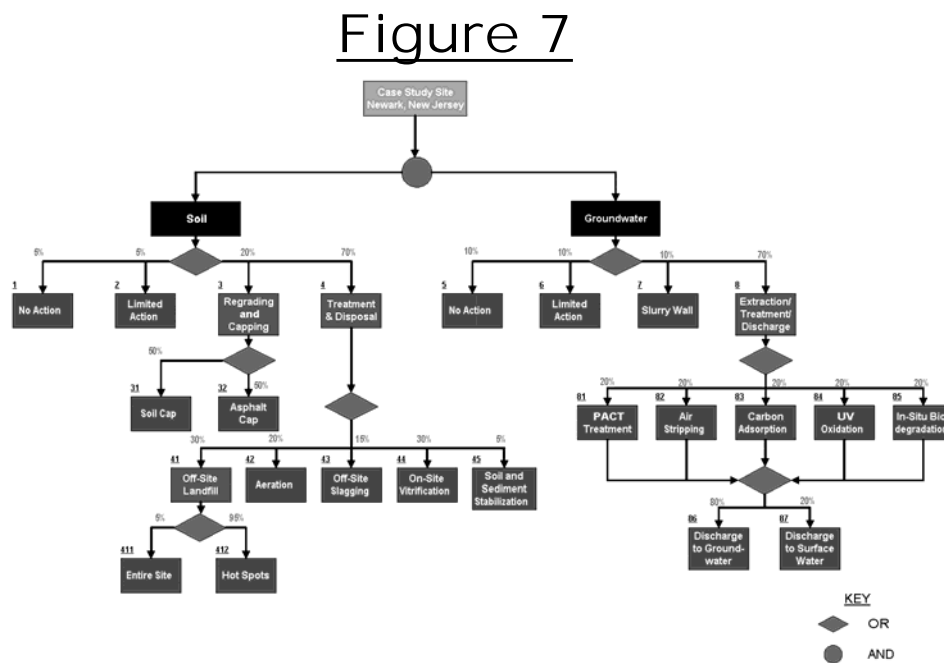 Figure 7
Case Study Site
Newark, New Jersey
Soil
Groundwater
5%
5%
20%
70%
10%
10%
10%
70%
1
No Action
2
Limited
Action
3
Regrading
and
Capping
4
Treatment
& Disposal
5
No Action
6
Limited
Action
7
Slurry Wall
8
Extraction/
Treatment/
Discharge
50%
50%
31
Soil Cap
32
Asphalt
Cap
20%
20%
20%
20%
20%
81
PACT
Treatment
82
Air
Stripping
83
Carbon
Adsorption
84
UV
Oxidation
85
In-Situ Bio
degradation
30%
20%
15%
30%
5%
41
Off-Site
Landfill
42
Aeration
43
Off-Site
Slagging
44
On-Site
Vitrification
45
Soil and
Sediment
Stabilization
5%
95%
411
Entire Site
412
Hot Spots
80%
20%
86
Discharge
to Ground-
water
87
Discharge
to Surface
Water
KEY
OR
AND